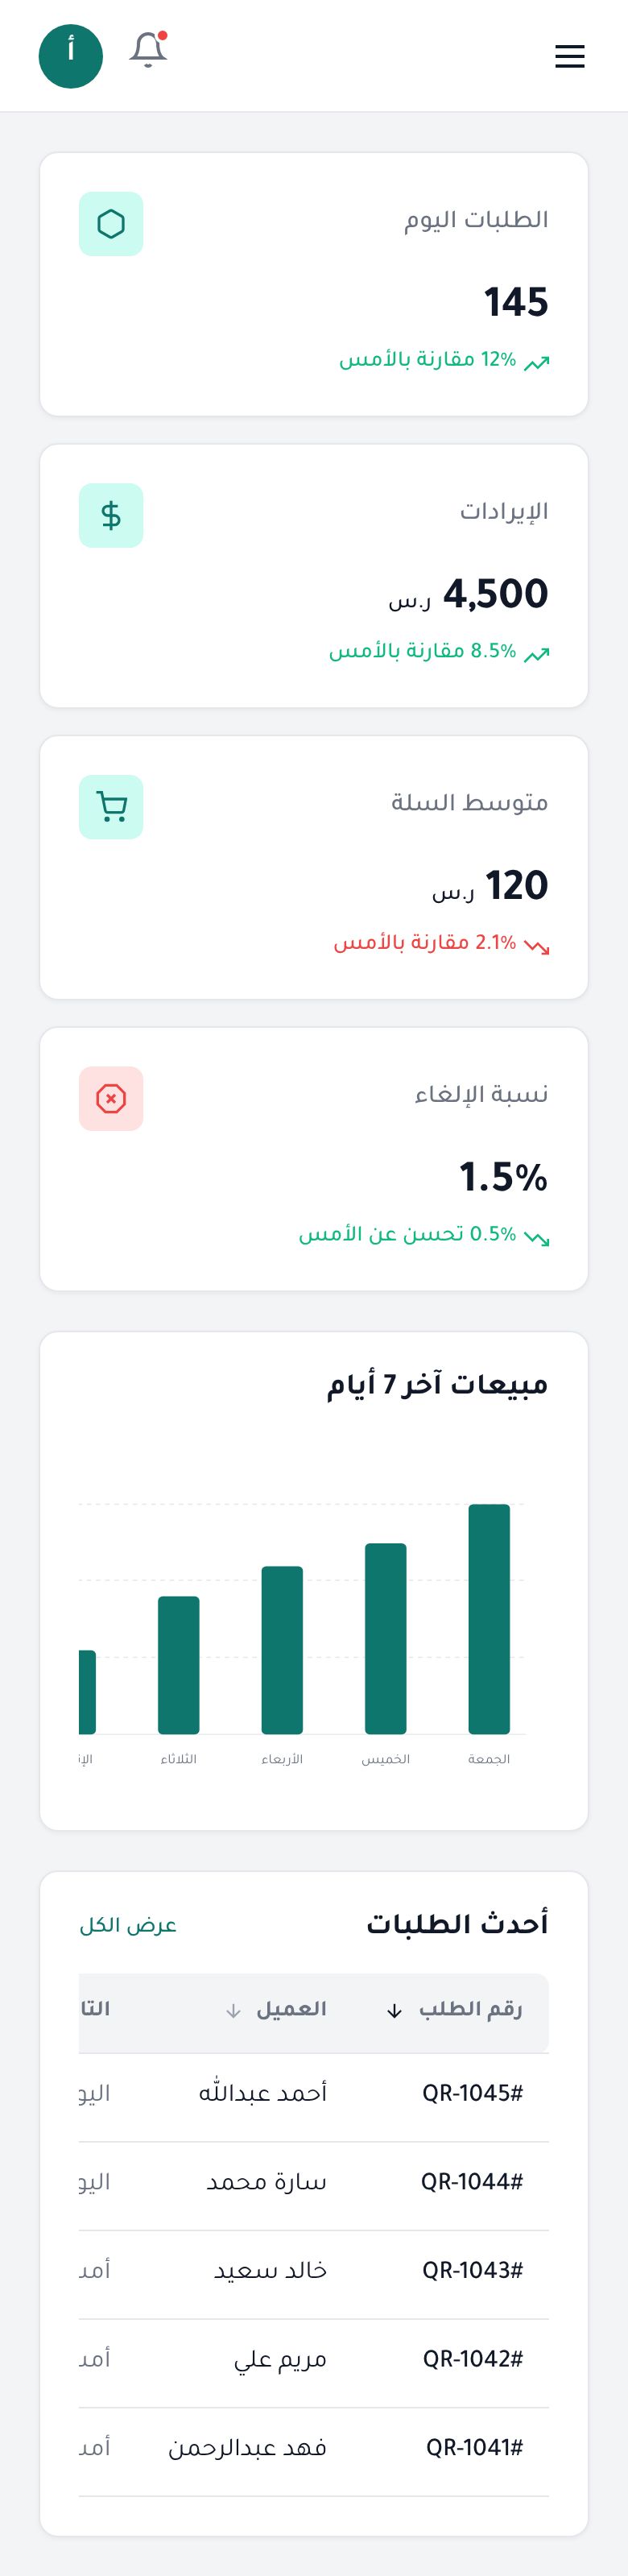 أ
الطلبات اليوم
145
12% مقارنة بالأمس
الإيرادات
4,500 ر.س
8.5% مقارنة بالأمس
متوسط السلة
120 ر.س
2.1% مقارنة بالأمس
نسبة الإلغاء
1.5%
0.5% تحسن عن الأمس
مبيعات آخر 7 أيام
الجمعة الخميس الأربعاء الثلاثاء
أحدث الطلبات عرض الكل
رقم الطلب العميل
QR-1045# أحمد عبدالله
QR-1044# سارة محمد
QR-1043# خالد سعيد
QR-1042# مريم علي
QR-1041# فهد عبدالرحمن